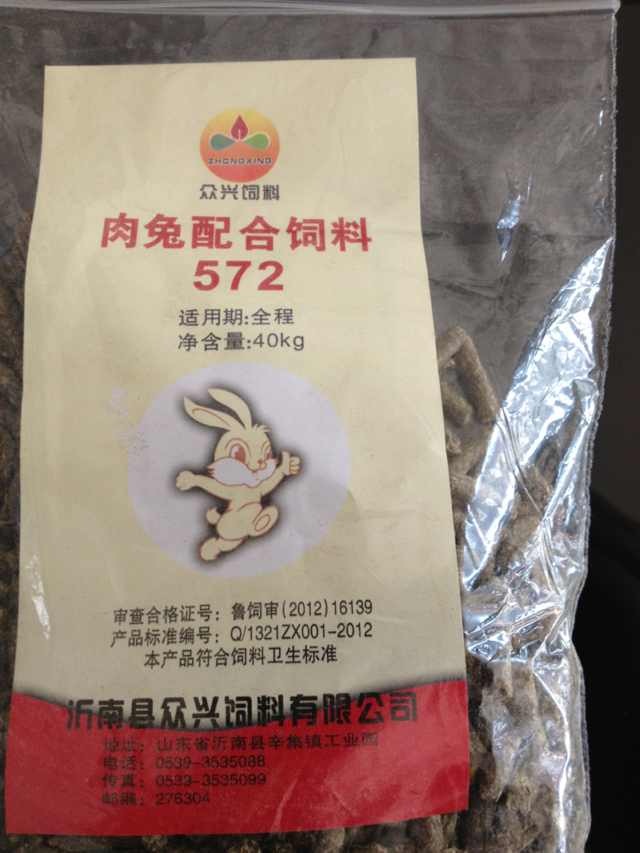 ZHONGXING
众兴饲料
肉兔配合饲料
572
适用期:全程
净含量:40kg
审查合格证号：鲁饲审(2012)16139
产品标准编号：Q/1321ZX001-2012
本产品符合饲料卫生标准
沂南县众兴饲料有限公司
地址：山东省沂南县辛集镇工业园
电话：0539-3535088
传真：0533-3535099
邮编：276304